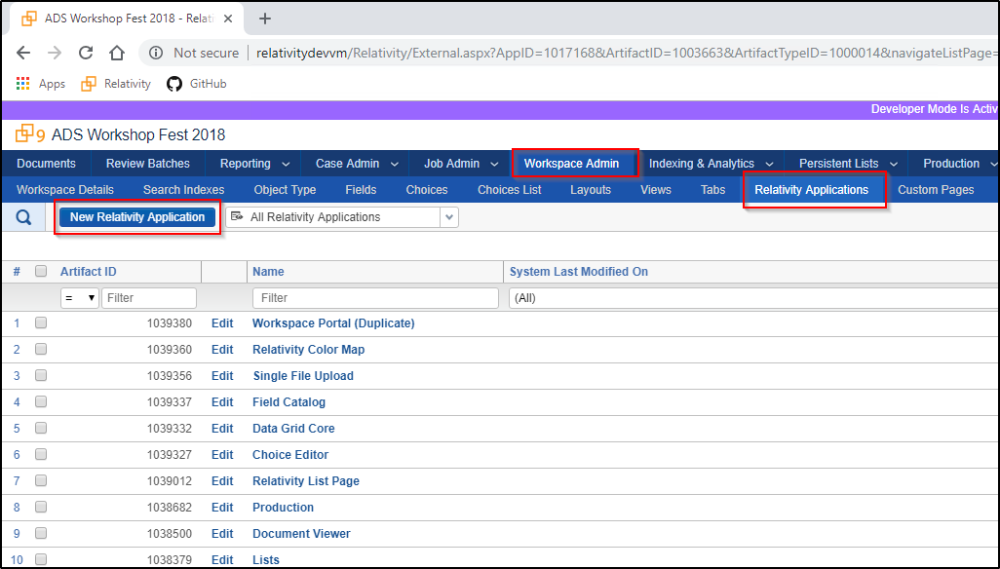 ADS Workshop Fest 2018 - Relati
Not secure relativitydevvm/Relativity/External.aspx?AppID=1017168&ArtifactID=1003663&ArtifactTypeID=1000014&navigateListPage=
Apps Relativity GitHub
Developer Mode Is Activ
9 ADS Workshop Fest 2018
Documents Review Batches Reporting Case Admin Job Admin Workspace Admin Indexing & Analytics Persistent Lists Production
Workspace Details Search Indexes Object Type Fields Choices Choices List Layouts Views Tabs Relativity Applications Custom Pages
New Relativity Application All Relativity Applications
# Artifact ID Name System Last Modified On
= Filter Filter (All)
1 1039380 Edit Workspace Portal (Duplicate)
2 1039360 Edit Relativity Color Map
3 1039356 Edit Single File Upload
4 1039337 Edit Field Catalog
5 1039332 Edit Data Grid Core
6 1039327 Edit Choice Editor
7 1039012 Edit Relativity List Page
8 1038682 Edit Production
9 1038500 Edit Document Viewer
10 1038379 Edit Lists